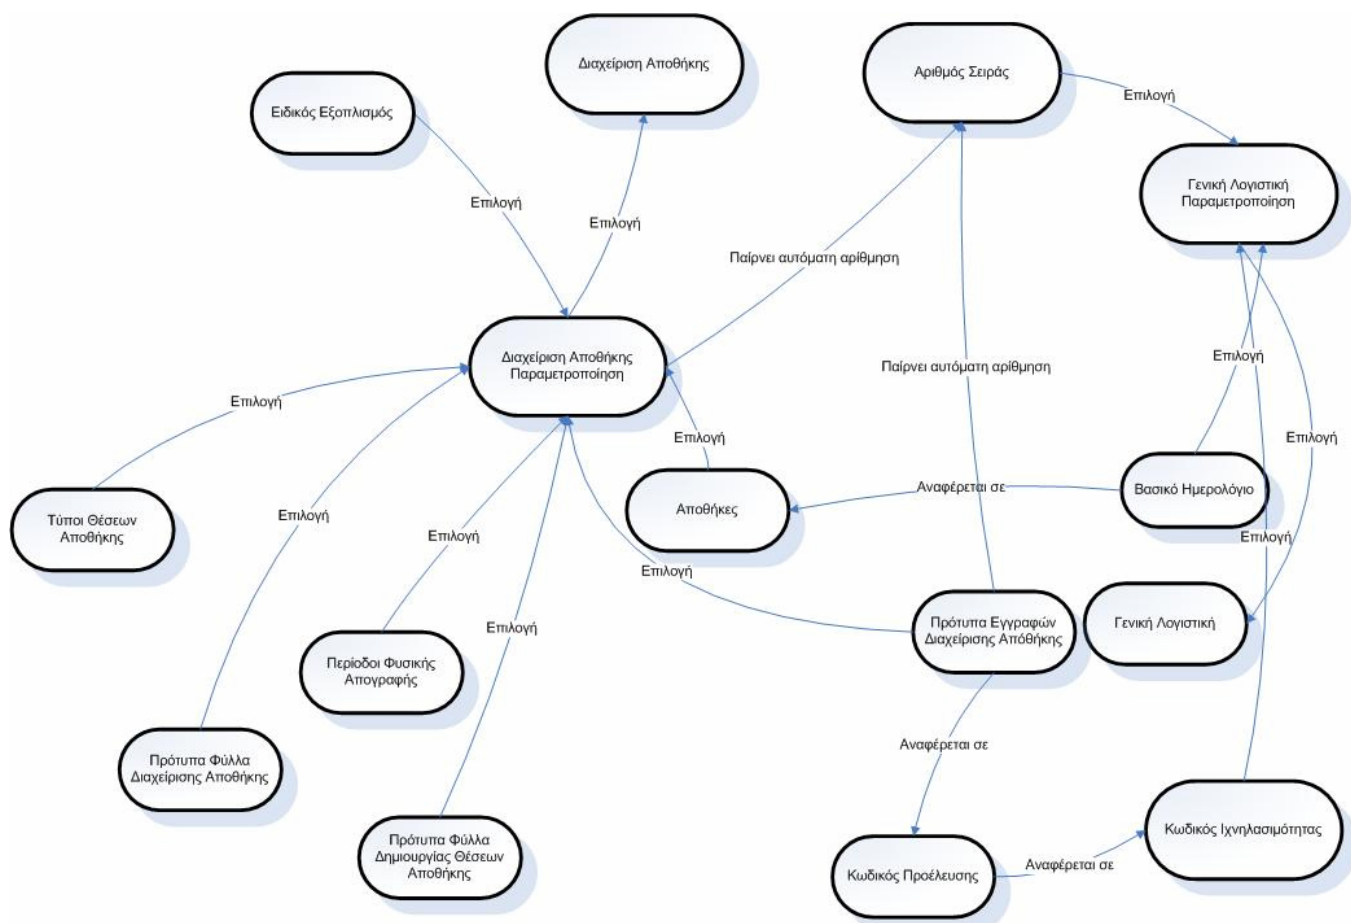 Διαχείριση Αποθήκης
Αριθμός Σειράς
Ειδικός Εξοπλισμός
Επιλογή
Γενική Λογιστική
Παραμετροποίηση
Επιλογή
Επιλογή
Παίρνει αυτόματη αρίθμηση
Διαχείριση Αποθήκης
Παραμετροποίηση
Παίρνει αυτόματη αρίθμηση
Επιλογή
Επιλογή
Επιλογή
Επιλογή
Αναφέρεται σε
Βασικό Ημερολόγιο
Τύποι Θέσεων
Αποθήκης
Αποθήκες
Επιλογή
Επιλογή
Επιλογή
Επιλογή
Επιλογή
Πρότυπα Εγγραφών
Διαχείρισης Απόθήκης
Γενική Λογιστική
Περίοδοι Φυσικής
Απογραφής
Αναφέρεται σε
Πρότυπα Φύλλα
Διαχείρισης Αποθήκης
Πρότυπα Φύλλα
Δημιουργίας Θέσεων
Αποθήκης
Κωδικός Ιχνηλασιμότητας
Αναφέρεται σε
Κωδικός Προέλευσης